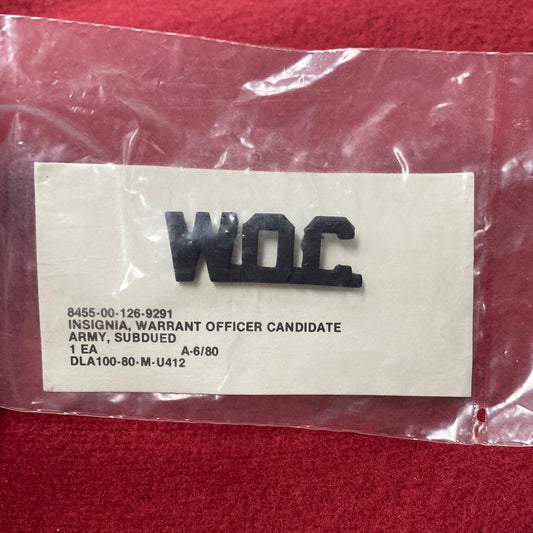 W.O.C.
8455-00-126-9291
INSIGNIA, WARRANT OFFICER CANDIDATE
ARMY, SUBDUED
1 EA A-6/80
DLA100-80-M-U412